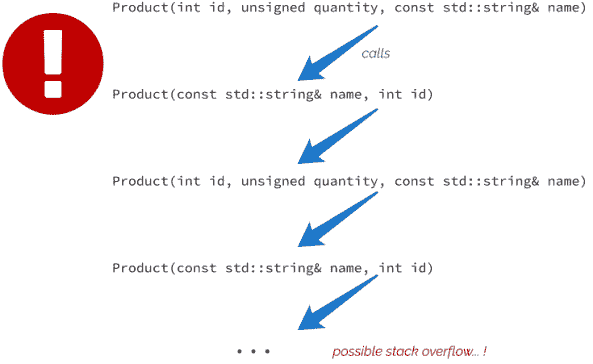 Product(int id, unsigned quantity, const std::string& name)
calls
Product(const std::string& name, int id)
Product(int id, unsigned quantity, const std::string& name)
Product(const std::string& name, int id)
• • • possible stack overflow... !